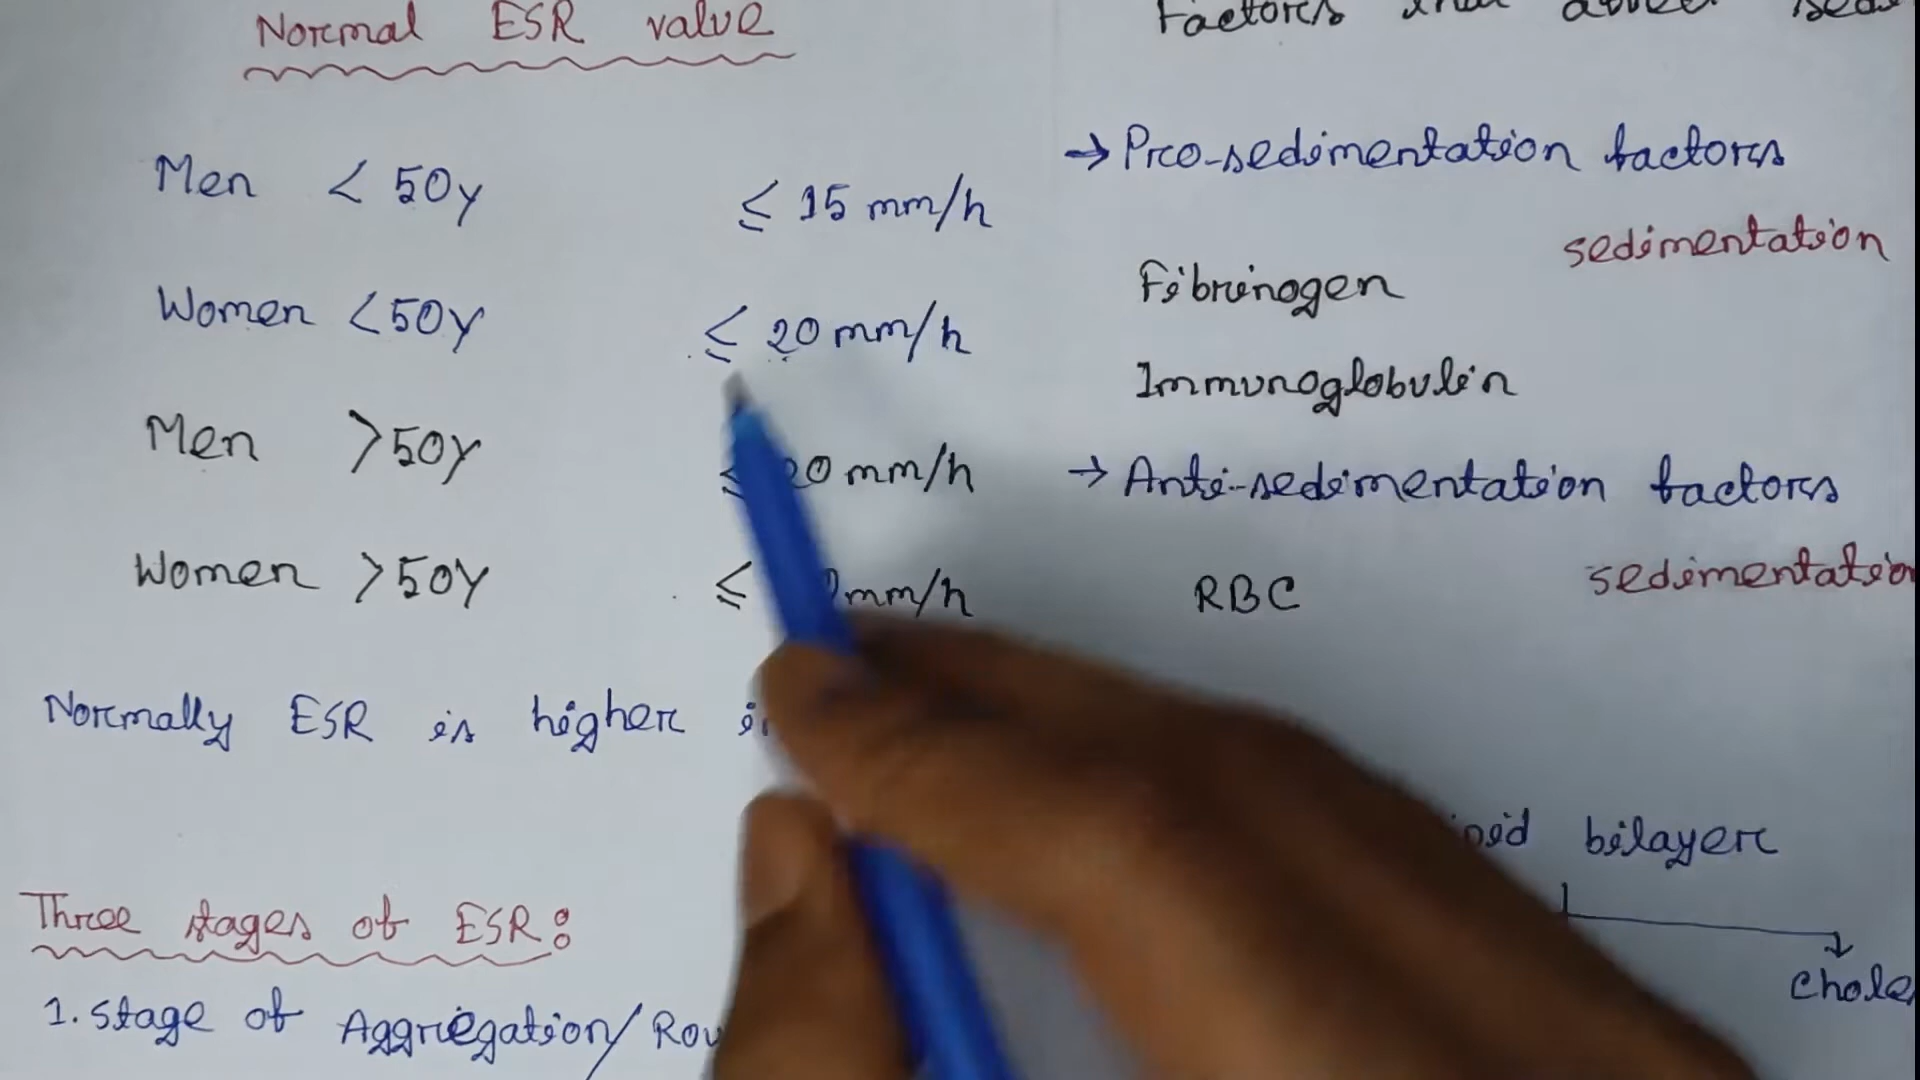 Normal ESR value
Men < 50y ≤ 15 mm/h
Women < 50y ≤ 20 mm/h
Men > 50y 20 mm/h
Women > 50y ≤ mm/h
Normally ESR is higher
Three stages of ESR:
1. Stage of Aggregation/
Factors
→ Pro-sedimentation factors
sedimentation
Fibrinogen
Immunoglobulin
→ Anti-sedimentation factors
sedimentation
RBC
bilayer